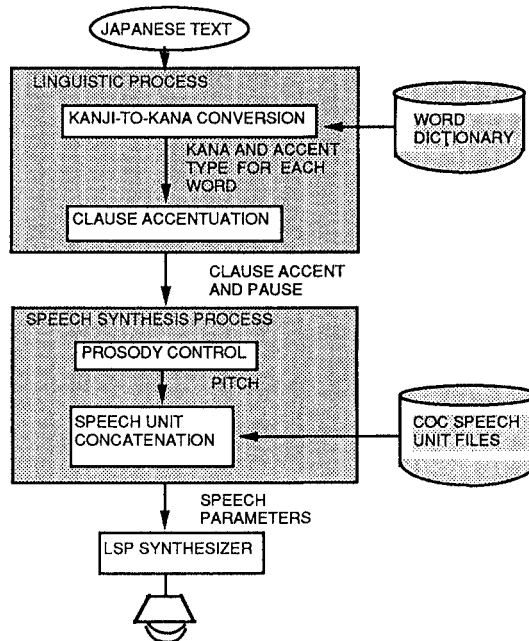 JAPANESE TEXT
LINGUISTIC PROCESS
KANJI-TO-KANA CONVERSION
WORD
DICTIONARY
KANA AND ACCENT
TYPE FOR EACH
WORD
CLAUSE ACCENTUATION
CLAUSE ACCENT
AND PAUSE
SPEECH SYNTHESIS PROCESS
PROSODY CONTROL
PITCH
SPEECH UNIT
CONCATENATION
COC SPEECH
UNIT FILES
SPEECH
PARAMETERS
LSP SYNTHESIZER